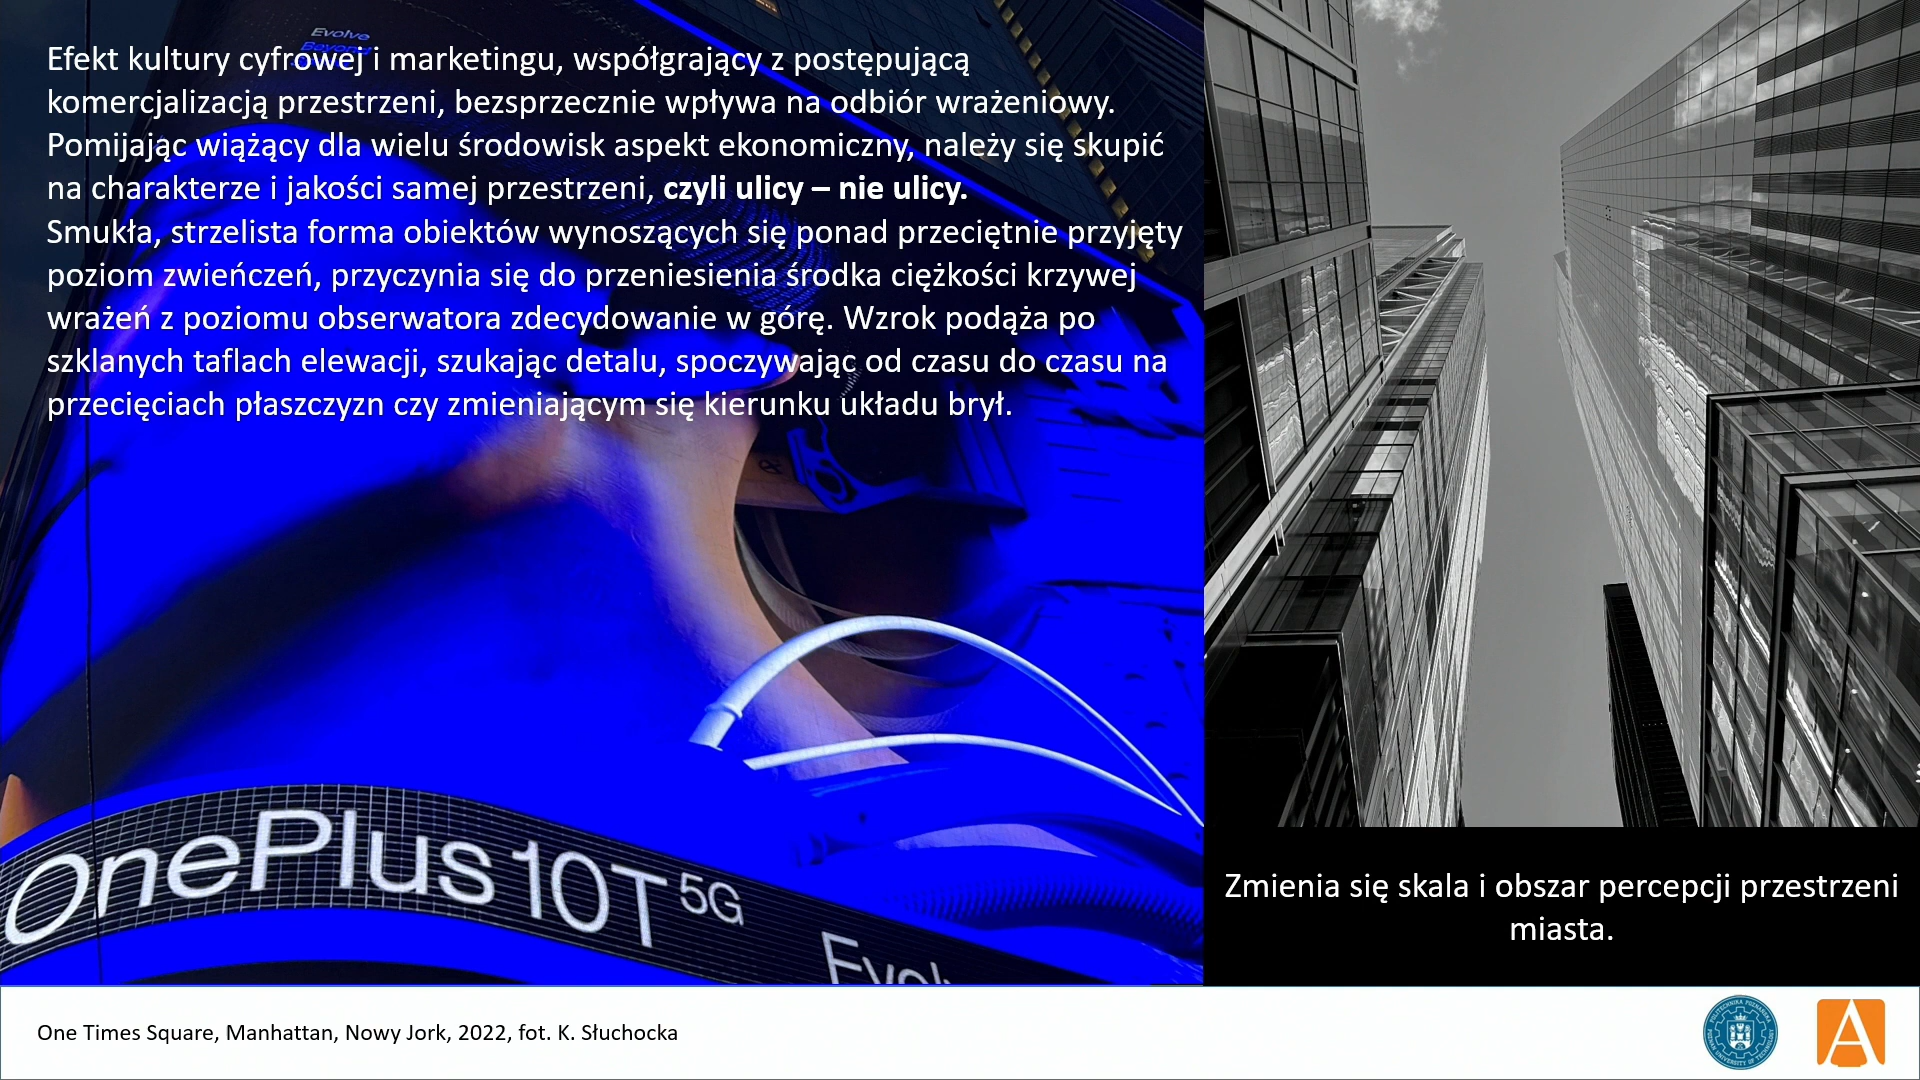 Evolve
Beyond
Efekt kultury cyfrowej i marketingu, współgrający z postępującą
komercjalizacją przestrzeni, bezsprzecznie wpływa na odbiór wrażeniowy.
Pomijając wiążący dla wielu środowisk aspekt ekonomiczny, należy się skupić
na charakterze i jakości samej przestrzeni, czyli ulicy – nie ulicy.
Smukła, strzelista forma obiektów wynoszących się ponad przeciętnie przyjęty
poziom zwieńczeń, przyczynia się do przeniesienia środka ciężkości krzywej
wrażeń z poziomu obserwatora zdecydowanie w górę. Wzrok podąża po
szklanych taflach elewacji, szukając detalu, spoczywając od czasu do czasu na
przecięciach płaszczyzn czy zmieniającym się kierunku układu brył.
OnePlus 10T 5G
Zmienia się skala i obszar percepcji przestrzeni
miasta.
One Times Square, Manhattan, Nowy Jork, 2022, fot. K. Słuchocka
A